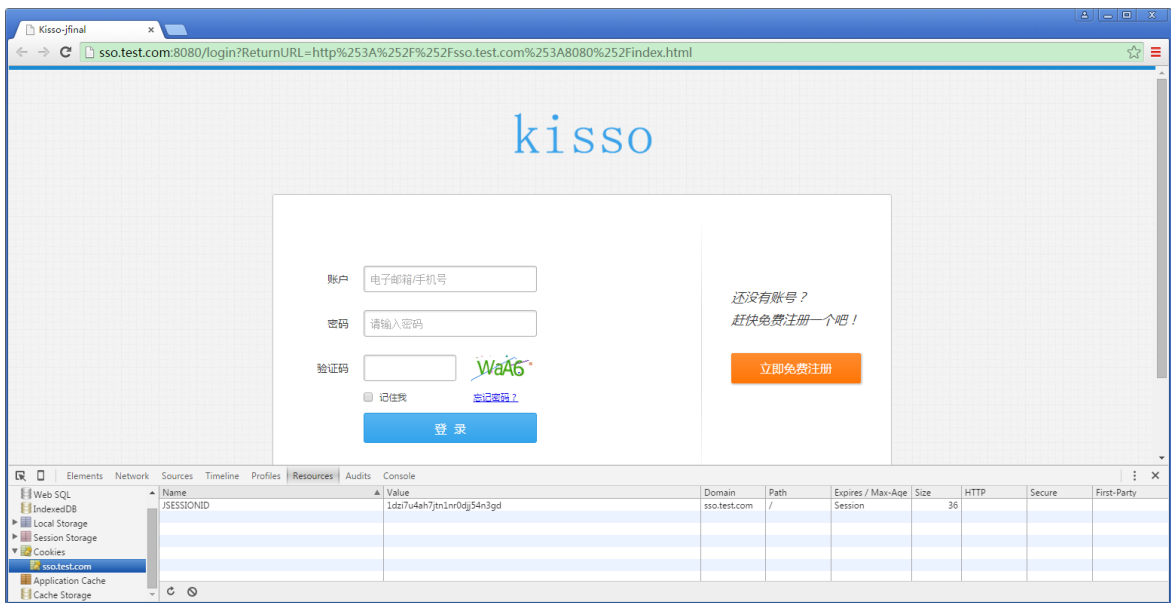 Kisso-jfinal
sso.test.com:8080/login?ReturnURL=http%253A%252F%252Fsso.test.com%253A8080%252Findex.html
kisso
账户 电子邮箱/手机号
密码 请输入密码
验证码 WaA6
记住我 忘记密码？
登 录
还没有账号？
赶快免费注册一个吧！
立即免费注册
Elements Network Sources Timeline Profiles Resources Audits Console
Web SQL
IndexedDB
Local Storage
Session Storage
Cookies
sso.test.com
Application Cache
Cache Storage
Name Value Domain Path Expires / Max-Age Size HTTP Secure First-Party
JSESSIONID 1dzi7u4ah7jtn1nr0djj54n3gd sso.test.com / Session 36